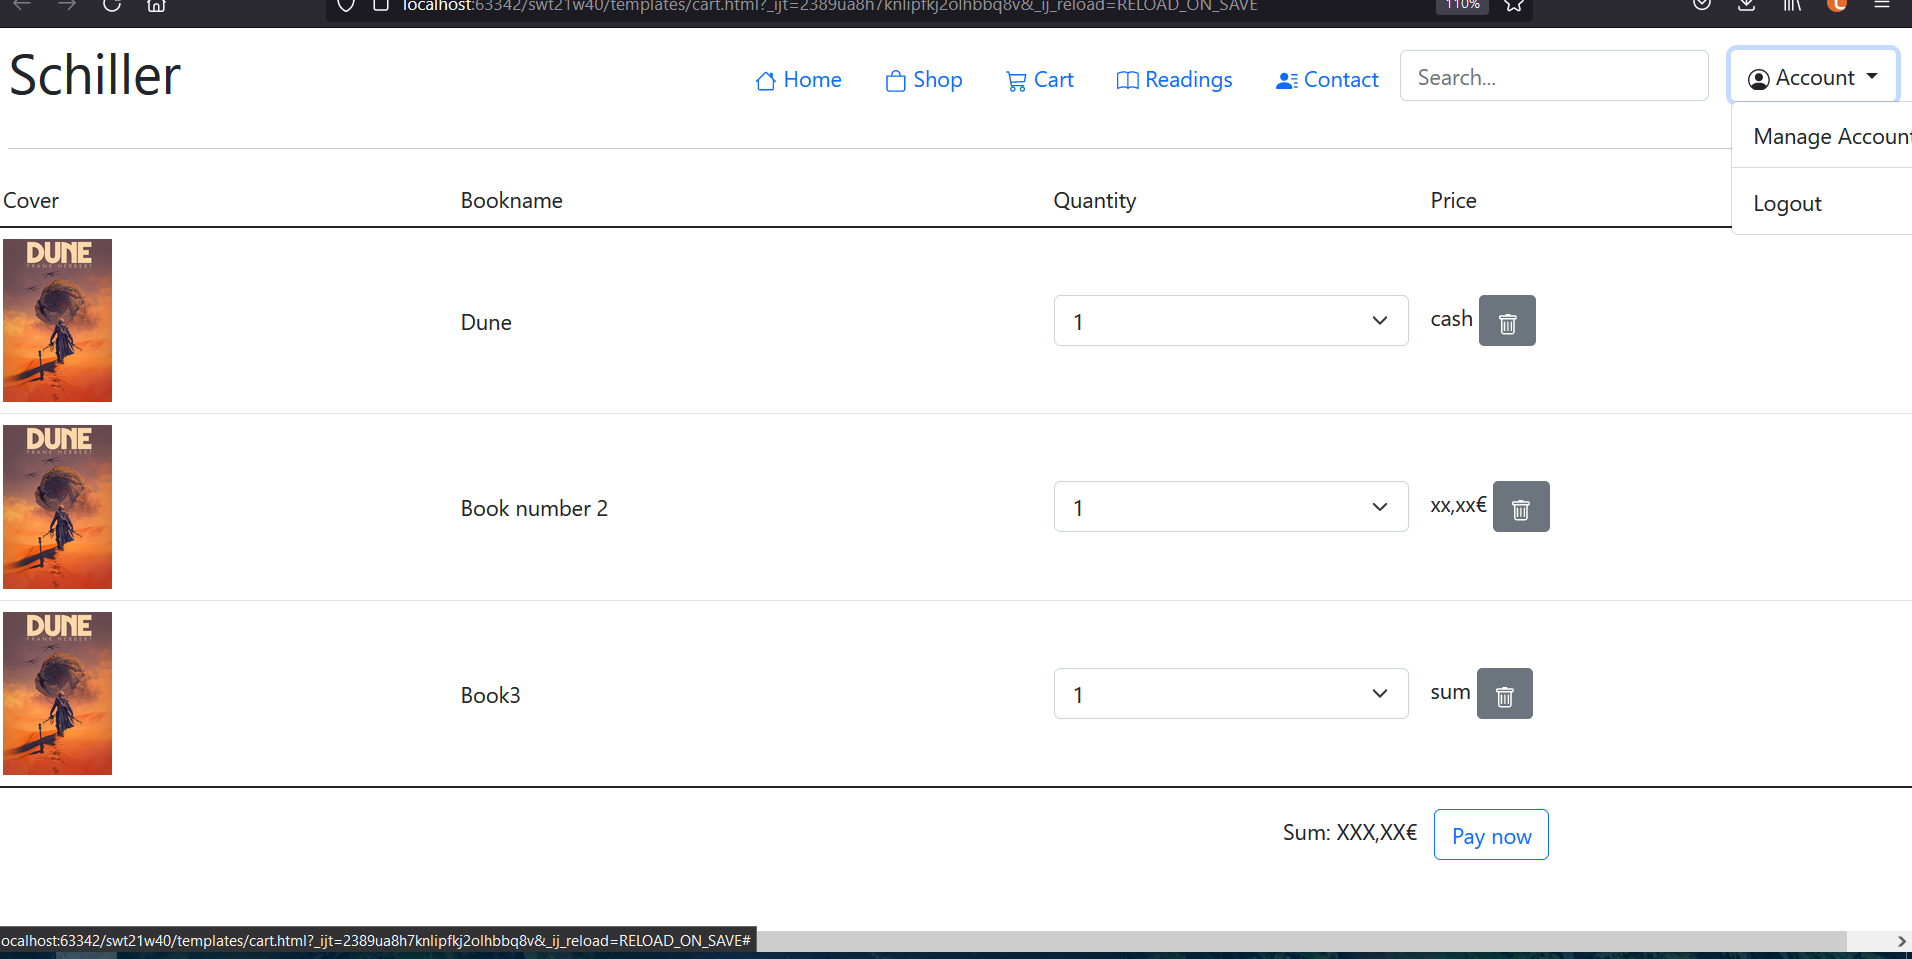 localhost:63342/swt21w40/templates/cart.html?_ijt=2389ua8h7knlipfkj2olhbbq8v&_ij_reload=RELOAD_ON_SAVE
110%
Schiller
Home
Shop
Cart
Readings
Contact
Search...
Account
Manage Account
Logout
Cover
Bookname
Quantity
Price
DUNE
FRANK HERBERT
Dune
1
cash
DUNE
FRANK HERBERT
Book number 2
1
xx,xx€
DUNE
FRANK HERBERT
Book3
1
sum
Sum: XXX,XX€
Pay now
ocalhost:63342/swt21w40/templates/cart.html?_ijt=2389ua8h7knlipfkj2olhbbq8v&_ij_reload=RELOAD_ON_SAVE#